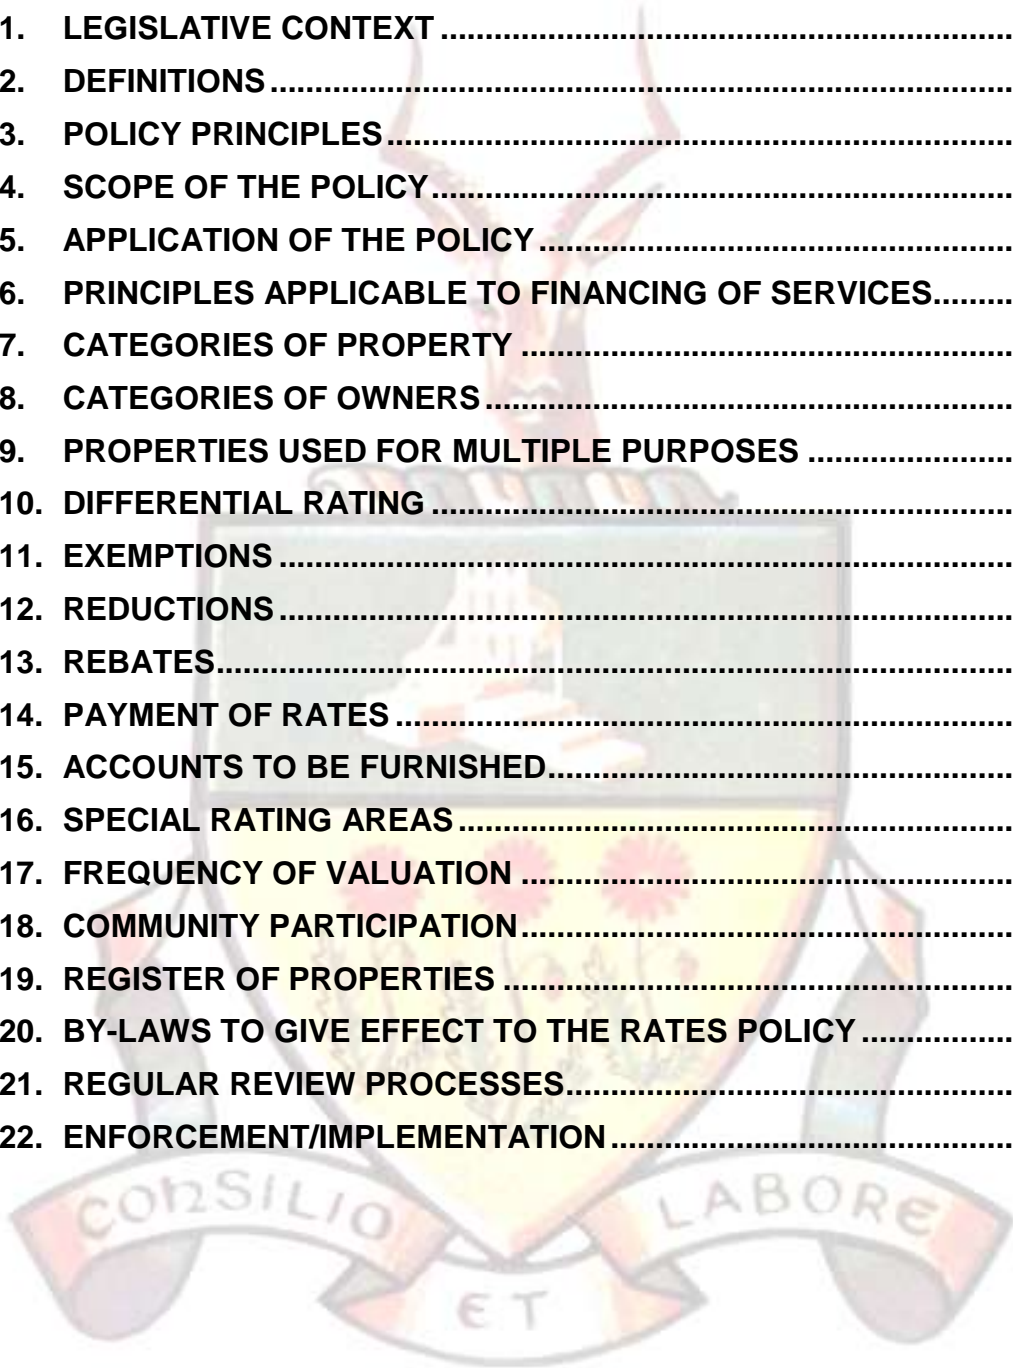 1. LEGISLATIVE CONTEXT ................................................................
2. DEFINITIONS ................................................................
3. POLICY PRINCIPLES ................................................................
4. SCOPE OF THE POLICY ................................................................
5. APPLICATION OF THE POLICY ................................................................
6. PRINCIPLES APPLICABLE TO FINANCING OF SERVICES.........
7. CATEGORIES OF PROPERTY ................................................................
8. CATEGORIES OF OWNERS ................................................................
9. PROPERTIES USED FOR MULTIPLE PURPOSES .......................
10. DIFFERENTIAL RATING ................................................................
11. EXEMPTIONS ................................................................
12. REDUCTIONS ................................................................
13. REBATES ................................................................
14. PAYMENT OF RATES ................................................................
15. ACCOUNTS TO BE FURNISHED ....................................................
16. SPECIAL RATING AREAS ................................................................
17. FREQUENCY OF VALUATION ........................................................
18. COMMUNITY PARTICIPATION ........................................................
19. REGISTER OF PROPERTIES ..........................................................
20. BY-LAWS TO GIVE EFFECT TO THE RATES POLICY .................
21. REGULAR REVIEW PROCESSES ..................................................
22. ENFORCEMENT/IMPLEMENTATION .............................................
CONSILIO ET LABORE